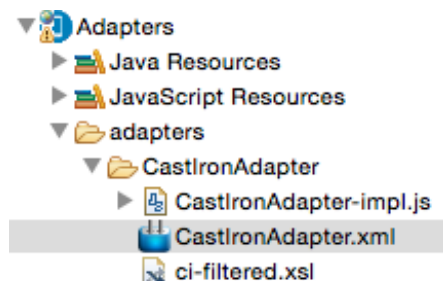 Adapters
Java Resources
JavaScript Resources
adapters
CastIronAdapter
CastIronAdapter-impl.js
CastIronAdapter.xml
ci-filtered.xsl